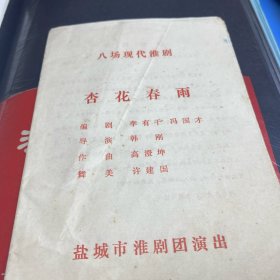 八场现代淮剧
杏花春雨
编剧 李有干 冯国才
导演 韩刚
作曲 高澄坤
舞美 许建国
盐城市淮剧团演出